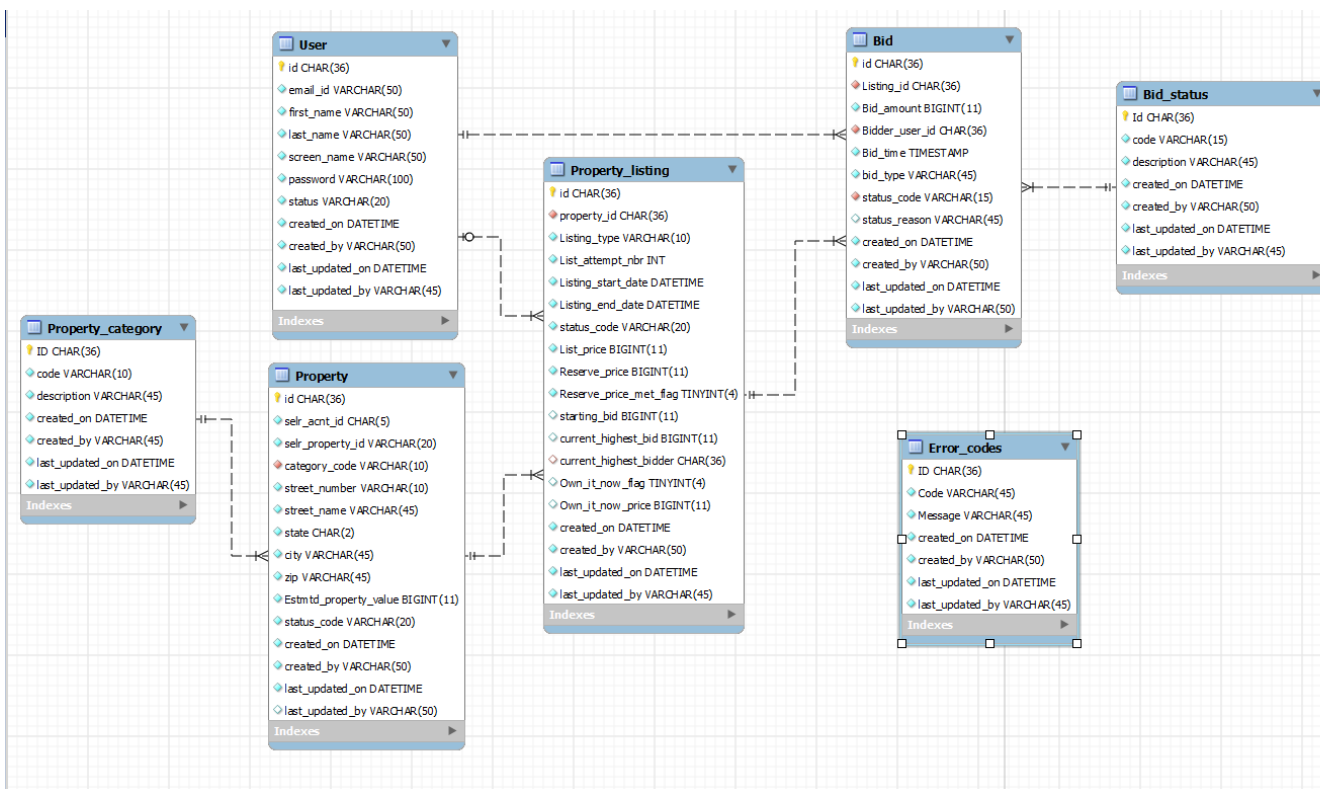 User
id CHAR(36)
email_id VARCHAR(50)
first_name VARCHAR(50)
last_name VARCHAR(50)
screen_name VARCHAR(50)
password VARCHAR(100)
status VARCHAR(20)
created_on DATETIME
created_by VARCHAR(50)
last_updated_on DATETIME
last_updated_by VARCHAR(45)
Indexes
Property_category
ID CHAR(36)
code VARCHAR(10)
description VARCHAR(45)
created_on DATETIME
created_by VARCHAR(45)
last_updated_on DATETIME
last_updated_by VARCHAR(45)
Indexes
Property
id CHAR(36)
selr_acnt_id CHAR(5)
selr_property_id VARCHAR(20)
category_code VARCHAR(10)
street_number VARCHAR(10)
street_name VARCHAR(45)
state CHAR(2)
city VARCHAR(45)
zip VARCHAR(45)
Estmtd_property_value BIGINT(11)
status_code VARCHAR(20)
created_on DATETIME
created_by VARCHAR(50)
last_updated_on DATETIME
last_updated_by VARCHAR(50)
Indexes
Property_listing
id CHAR(36)
property_id CHAR(36)
Listing_type VARCHAR(10)
List_attempt_nbr INT
Listing_start_date DATETIME
Listing_end_date DATETIME
status_code VARCHAR(20)
List_price BIGINT(11)
Reserve_price BIGINT(11)
Reserve_price_met_flag TINYINT(4)
starting_bid BIGINT(11)
current_highest_bid BIGINT(11)
current_highest_bidder CHAR(36)
Own_it_now_flag TINYINT(4)
Own_it_now_price BIGINT(11)
created_on DATETIME
created_by VARCHAR(50)
last_updated_on DATETIME
last_updated_by VARCHAR(45)
Indexes
Bid
id CHAR(36)
Listing_id CHAR(36)
Bid_amount BIGINT(11)
Bidder_user_id CHAR(36)
Bid_time TIMESTAMP
bid_type VARCHAR(45)
status_code VARCHAR(15)
status_reason VARCHAR(45)
created_on DATETIME
created_by VARCHAR(50)
last_updated_on DATETIME
last_updated_by VARCHAR(50)
Indexes
Bid_status
Id CHAR(36)
code VARCHAR(15)
description VARCHAR(45)
created_on DATETIME
created_by VARCHAR(50)
last_updated_on DATETIME
last_updated_by VARCHAR(45)
Indexes
Error_codes
ID CHAR(36)
Code VARCHAR(45)
Message VARCHAR(45)
created_on DATETIME
created_by VARCHAR(50)
last_updated_on DATETIME
last_updated_by VARCHAR(45)
Indexes